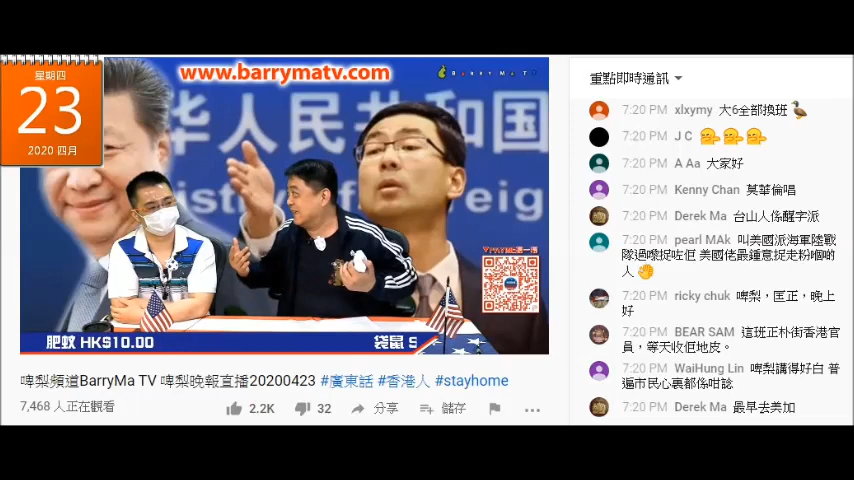 星期四
23
2020 四月
www.barrymatv.com
BARRYMATV
华人民共和国
肥蚊 HK$10.00
袋鼠 S
啤梨頻道BarryMa TV 啤梨晚報直播20200423 #廣東話 #香港人 #stayhome
7,468 人正在觀看
2.2K
32
分享
儲存
重點即時通訊
7:20 PM xlxymy 大6全部換班
7:20 PM J C
7:20 PM A Aa 大家好
7:20 PM Kenny Chan 莫華倫唱
7:20 PM Derek Ma 台山人係醒字派
7:20 PM pearl MAk 叫美國派海軍陸戰
隊過嚟捉咗佢 美國佬最鍾意捉走粉嗰啲
人
7:20 PM ricky chuk 啤梨，匡正，晚上
好
7:20 PM BEAR SAM 這班正朴街香港官
員，等天收佢地皮。
7:20 PM WaiHung Lin 啤梨講得好白 普
遍市民心裏都係咁諗
7:20 PM Derek Ma 最早去美加